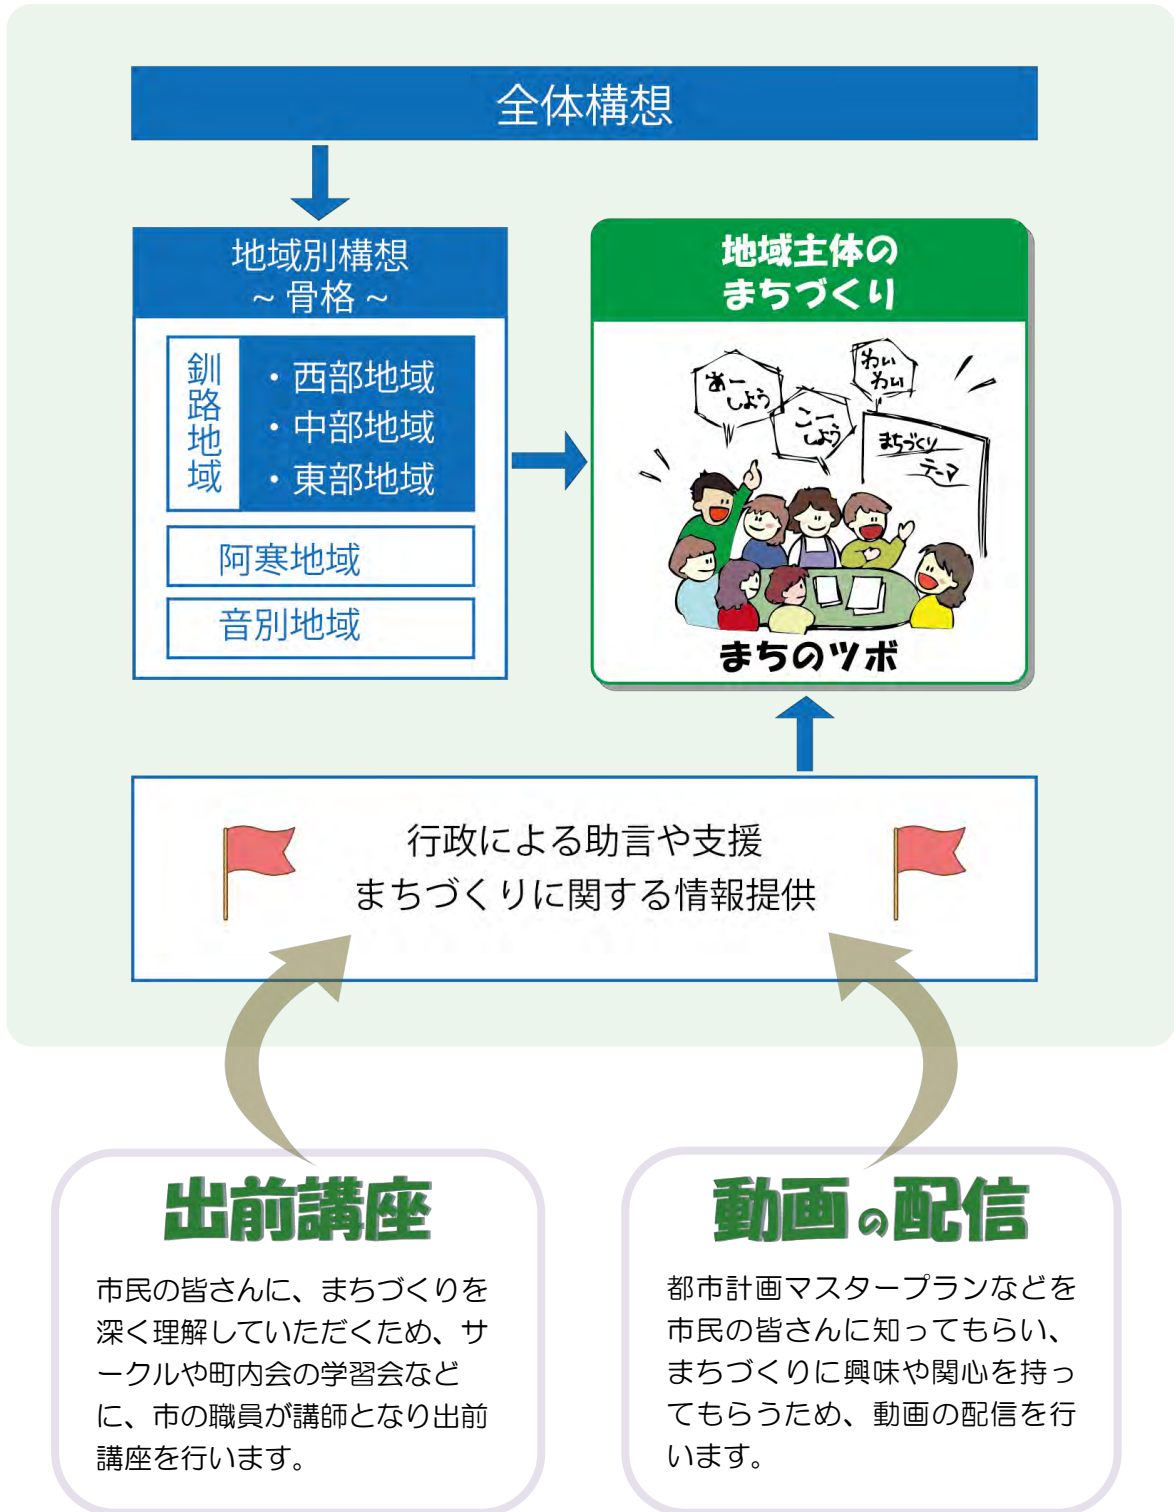 全体構想
地域別構想
~ 骨格 ~
釧路地域
・西部地域
・中部地域
・東部地域
阿寒地域
音別地域
地域主体の
まちづくり
あー
しよう
こー
しよう
わい
わい
まちづくり
テーマ
まちのツボ
行政による助言や支援
まちづくりに関する情報提供
出前講座
市民の皆さんに、まちづくりを
深く理解していただくため、サ
ークルや町内会の学習会など
に、市の職員が講師となり出前
講座を行います。
動画の配信
都市計画マスタープランなどを
市民の皆さんに知ってもらい、
まちづくりに興味や関心を持っ
てもらうため、動画の配信を行
います。